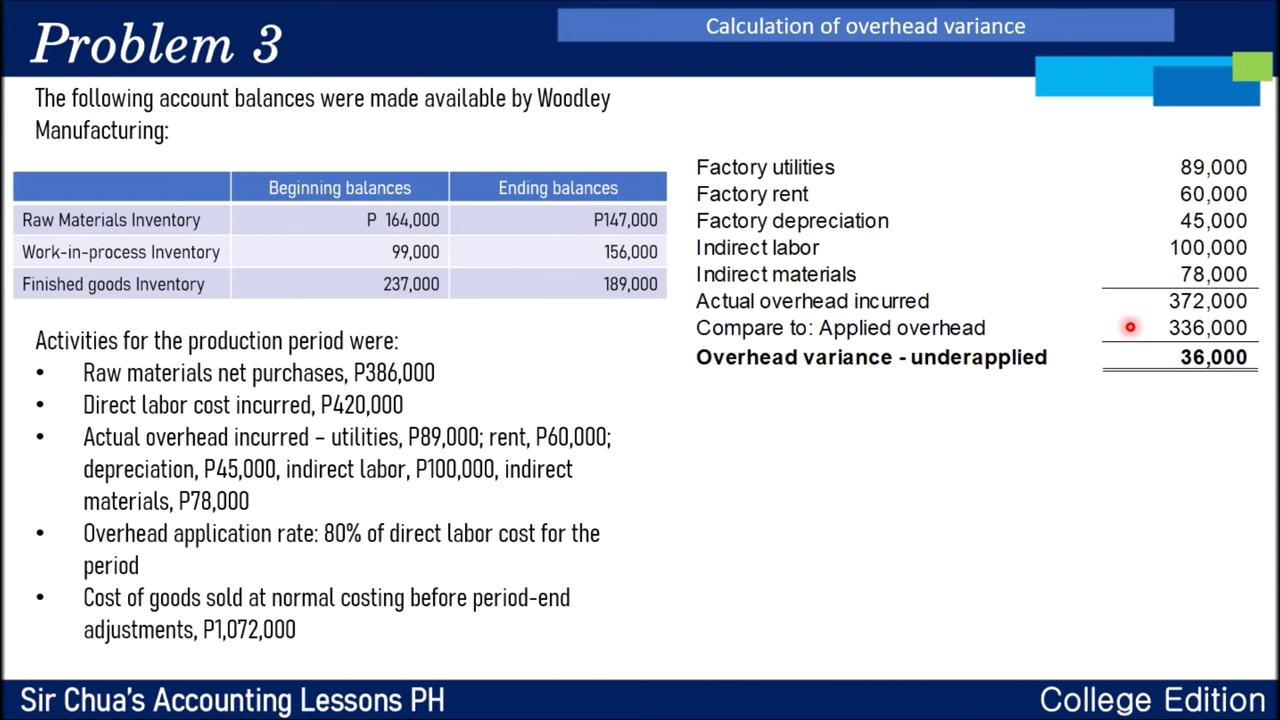 Problem 3
Calculation of overhead variance
The following account balances were made available by Woodley
Manufacturing:
Beginning balances Ending balances
Raw Materials Inventory P 164,000 P147,000
Work-in-process Inventory 99,000 156,000
Finished goods Inventory 237,000 189,000
Activities for the production period were:
• Raw materials net purchases, P386,000
• Direct labor cost incurred, P420,000
• Actual overhead incurred – utilities, P89,000; rent, P60,000;
depreciation, P45,000, indirect labor, P100,000, indirect
materials, P78,000
• Overhead application rate: 80% of direct labor cost for the
period
• Cost of goods sold at normal costing before period-end
adjustments, P1,072,000
Factory utilities 89,000
Factory rent 60,000
Factory depreciation 45,000
Indirect labor 100,000
Indirect materials 78,000
Actual overhead incurred 372,000
Compare to: Applied overhead 336,000
Overhead variance - underapplied 36,000
Sir Chua's Accounting Lessons PH
College Edition